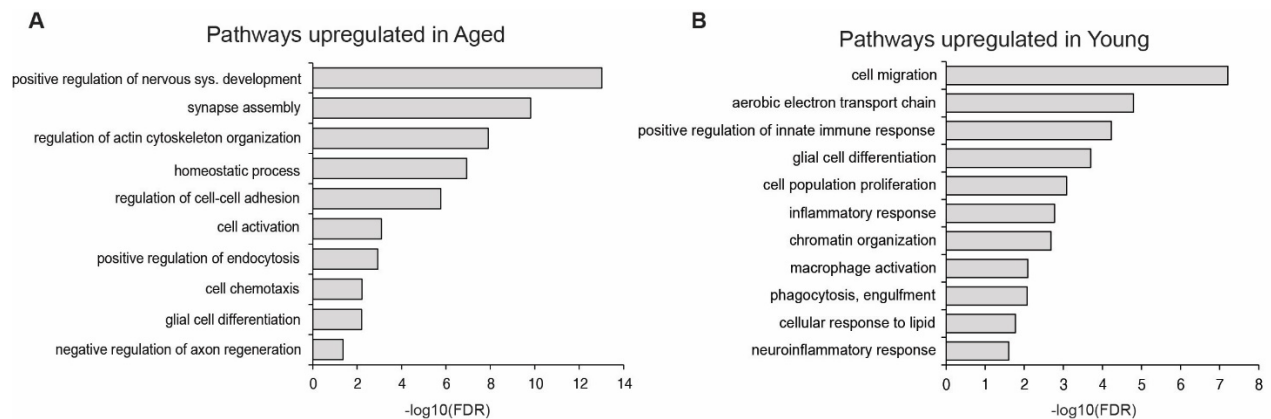 A
Pathways upregulated in Aged
positive regulation of nervous sys. development
synapse assembly
regulation of actin cytoskeleton organization
homeostatic process
regulation of cell-cell adhesion
cell activation
positive regulation of endocytosis
cell chemotaxis
glial cell differentiation
negative regulation of axon regeneration
0 2 4 6 8 10 12 14
-log10(FDR)
B
Pathways upregulated in Young
cell migration
aerobic electron transport chain
positive regulation of innate immune response
glial cell differentiation
cell population proliferation
inflammatory response
chromatin organization
macrophage activation
phagocytosis, engulfment
cellular response to lipid
neuroinflammatory response
0 1 2 3 4 5 6 7 8
-log10(FDR)